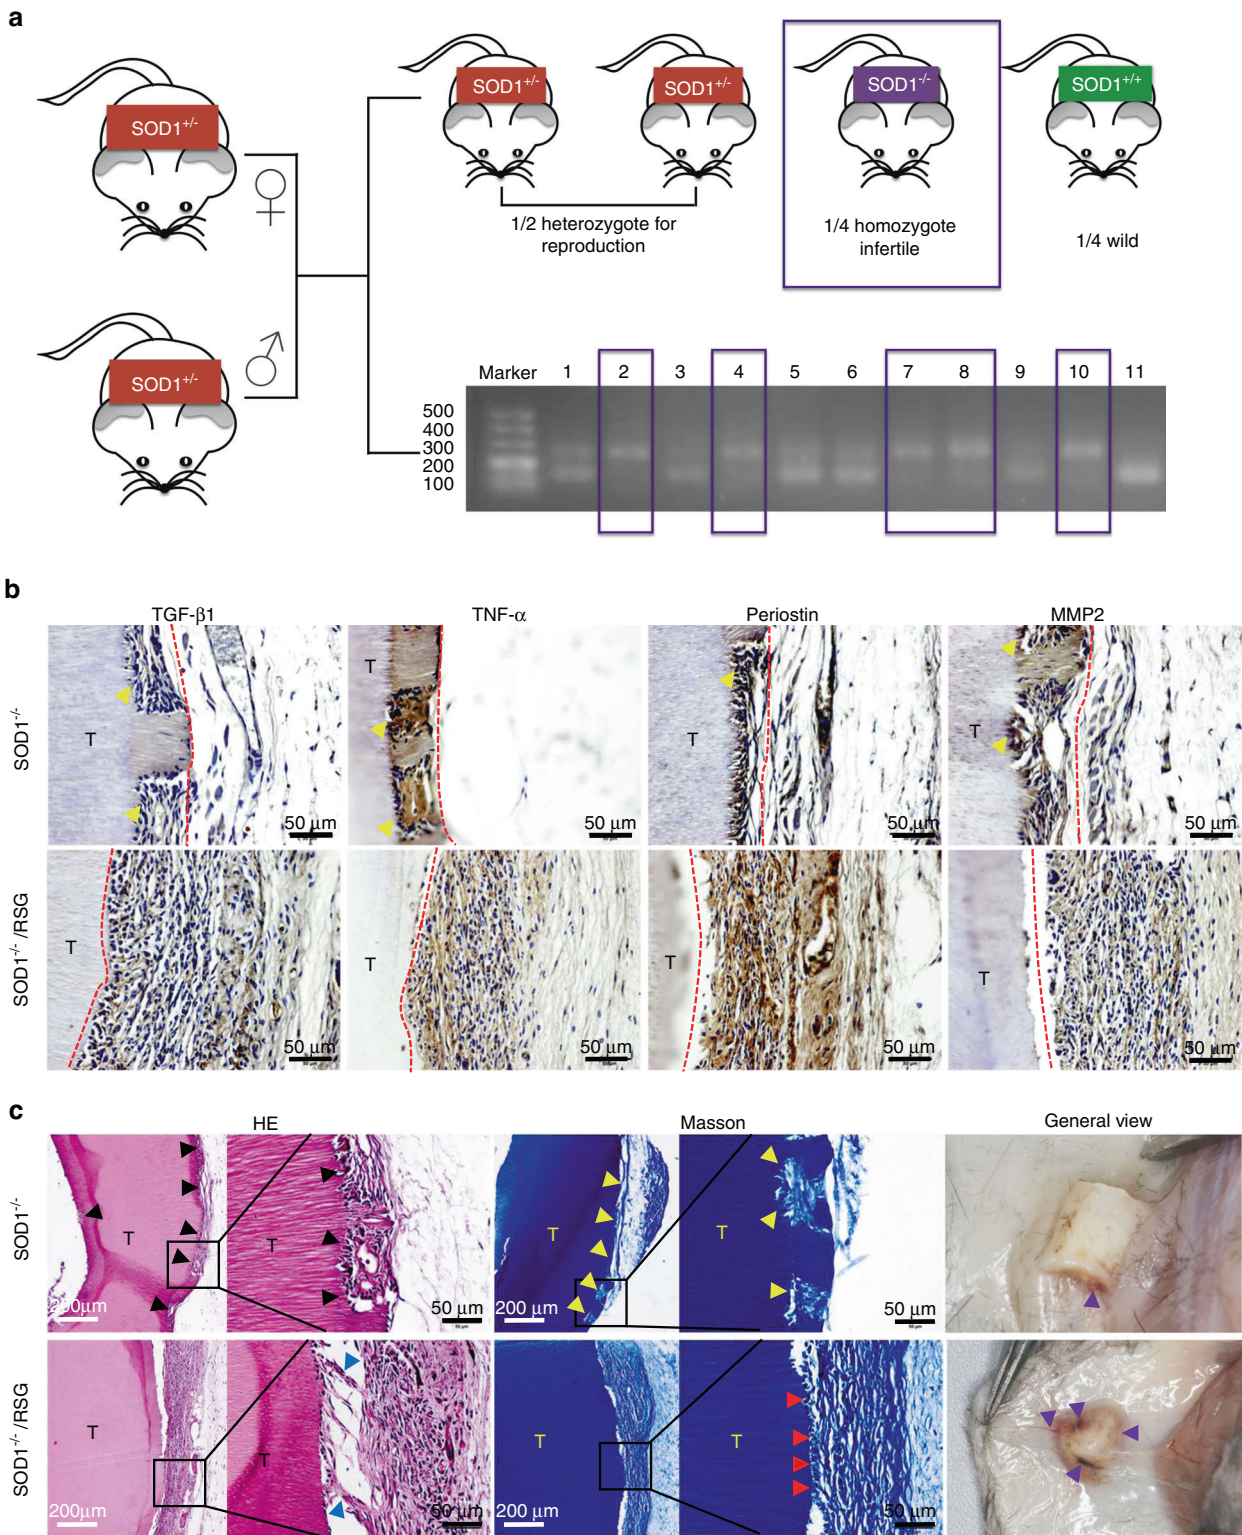 a
SOD1+/-
SOD1+/-
SOD1+/-
SOD1-/-
SOD1+/+
1/2 heterozygote for
reproduction
1/4 homozygote
infertile
1/4 wild
♀
♂
SOD1+/-
Marker 1 2 3 4 5 6 7 8 9 10 11
500
400
300
200
100
b
TGF-β1 TNF-α Periostin MMP2
SOD1-/-
T T T T
50 μm 50 μm 50 μm 50 μm
SOD1-/-/RSG
T T T T
50 μm 50 μm 50 μm 50 μm
c
HE Masson General view
SOD1-/-
T T T T
200μm 50 μm 200 μm 50 μm
SOD1-/-/RSG
T T T T
200μm 50 μm 200 μm 50 μm